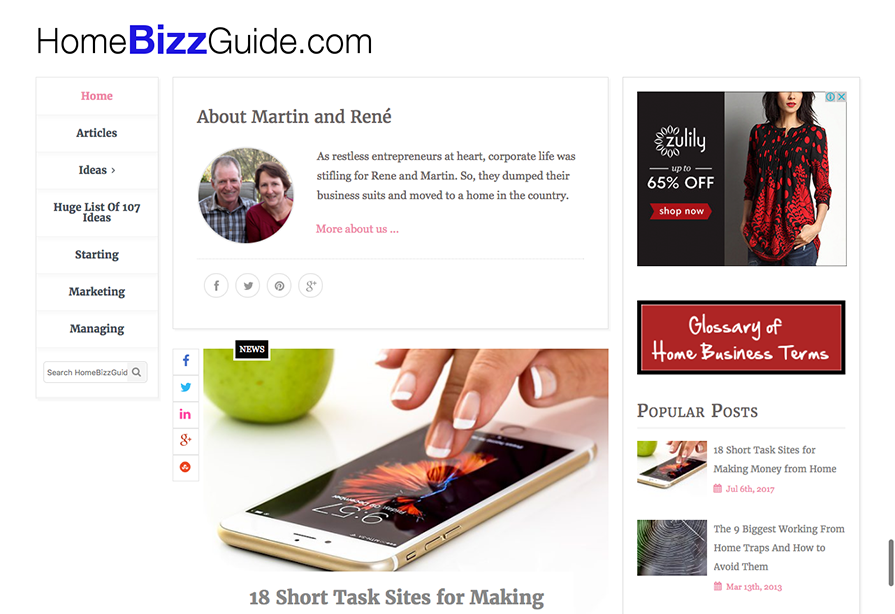 HomeBizzGuide.com
Home
Articles
Ideas ›
Huge List Of 107
Ideas
Starting
Marketing
Managing
Search HomeBizzGuid
About Martin and René
As restless entrepreneurs at heart, corporate life was
stifling for Rene and Martin. So, they dumped their
business suits and moved to a home in the country.
More about us ...
f
g+
NEWS
f
in
g+
9:57
18 Short Task Sites for Making
zulily
up to
65% OFF
shop now
Glossary of
Home Business Terms
Popular Posts
18 Short Task Sites for
Making Money from Home
Jul 6th, 2017
The 9 Biggest Working From
Home Traps And How to
Avoid Them
Mar 13th, 2013